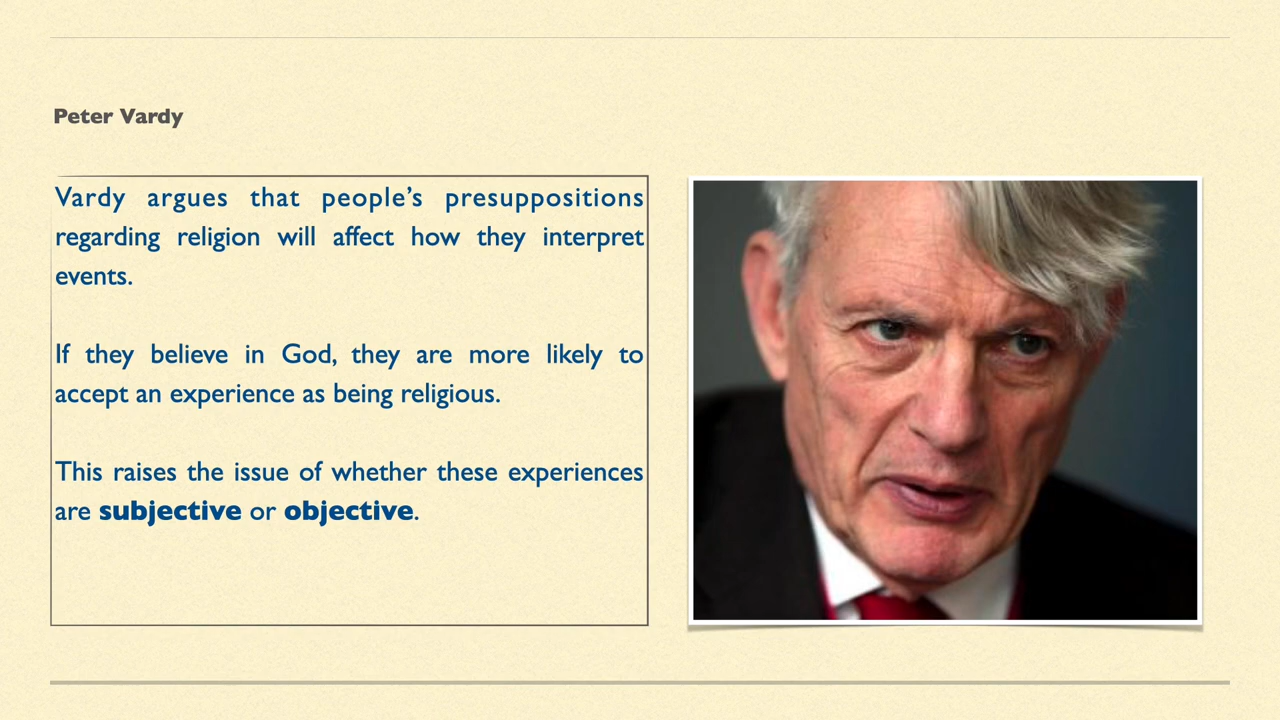 Peter Vardy
Vardy argues that people’s presuppositions
regarding religion will affect how they interpret
events.
If they believe in God, they are more likely to
accept an experience as being religious.
This raises the issue of whether these experiences
are subjective or objective.